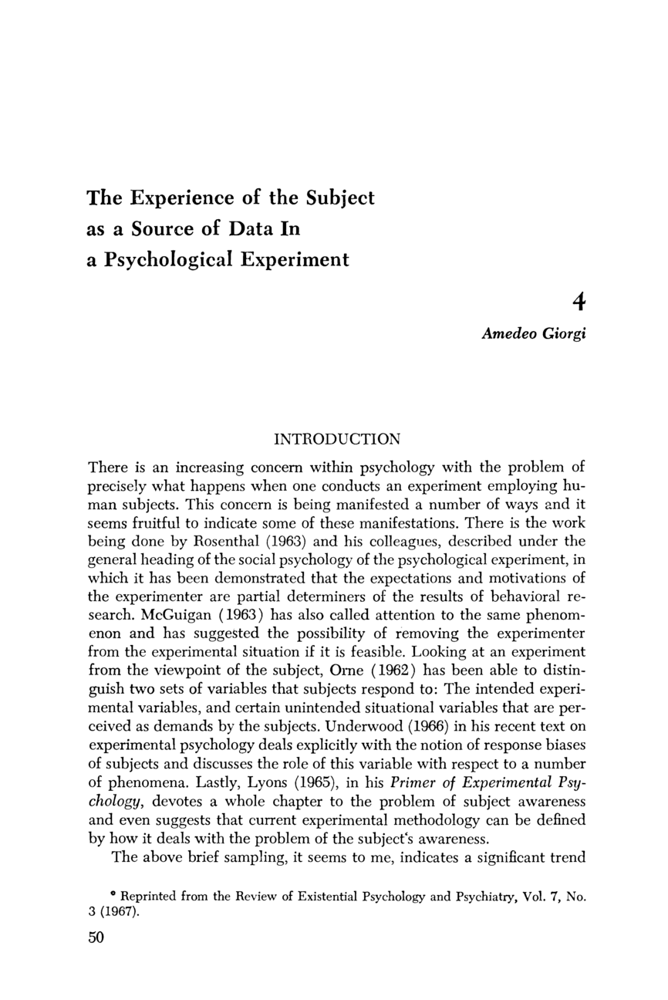 The Experience of the Subject
as a Source of Data In
a Psychological Experiment
4
Amedeo Giorgi
INTRODUCTION
There is an increasing concern within psychology with the problem of
precisely what happens when one conducts an experiment employing hu-
man subjects. This concern is being manifested a number of ways and it
seems fruitful to indicate some of these manifestations. There is the work
being done by Rosenthal (1963) and his colleagues, described under the
general heading of the social psychology of the psychological experiment, in
which it has been demonstrated that the expectations and motivations of
the experimenter are partial determiners of the results of behavioral re-
search. McGuigan (1963) has also called attention to the same phenom-
enon and has suggested the possibility of removing the experimenter
from the experimental situation if it is feasible. Looking at an experiment
from the viewpoint of the subject, Orne (1962) has been able to distin-
guish two sets of variables that subjects respond to: The intended experi-
mental variables, and certain unintended situational variables that are per-
ceived as demands by the subjects. Underwood (1966) in his recent text on
experimental psychology deals explicitly with the notion of response biases
of subjects and discusses the role of this variable with respect to a number
of phenomena. Lastly, Lyons (1965), in his Primer of Experimental Psy-
chology, devotes a whole chapter to the problem of subject awareness
and even suggests that current experimental methodology can be defined
by how it deals with the problem of the subject's awareness.
The above brief sampling, it seems to me, indicates a significant trend
* Reprinted from the Review of Existential Psychology and Psychiatry, Vol. 7, No.
3 (1967).
50